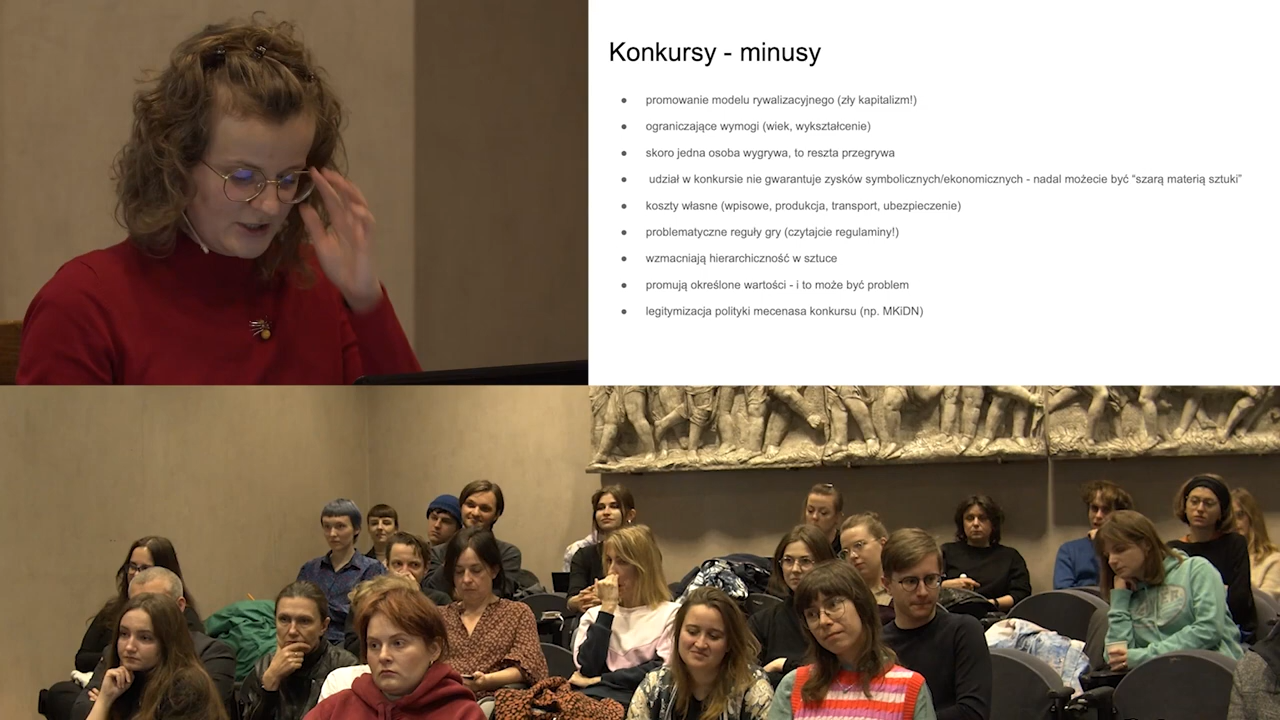 Konkursy - minusy
● promowanie modelu rywalizacyjnego (zły kapitalizm!)
● ograniczające wymogi (wiek, wykształcenie)
● skoro jedna osoba wygrywa, to reszta przegrywa
● udział w konkursie nie gwarantuje zysków symbolicznych/ekonomicznych - nadal możecie być “szarą materią sztuki”
● koszty własne (wpisowe, produkcja, transport, ubezpieczenie)
● problematyczne reguły gry (czytajcie regulaminy!)
● wzmacniają hierarchiczność w sztuce
● promują określone wartości - i to może być problem
● legitymizacja polityki mecenasa konkursu (np. MKiDN)